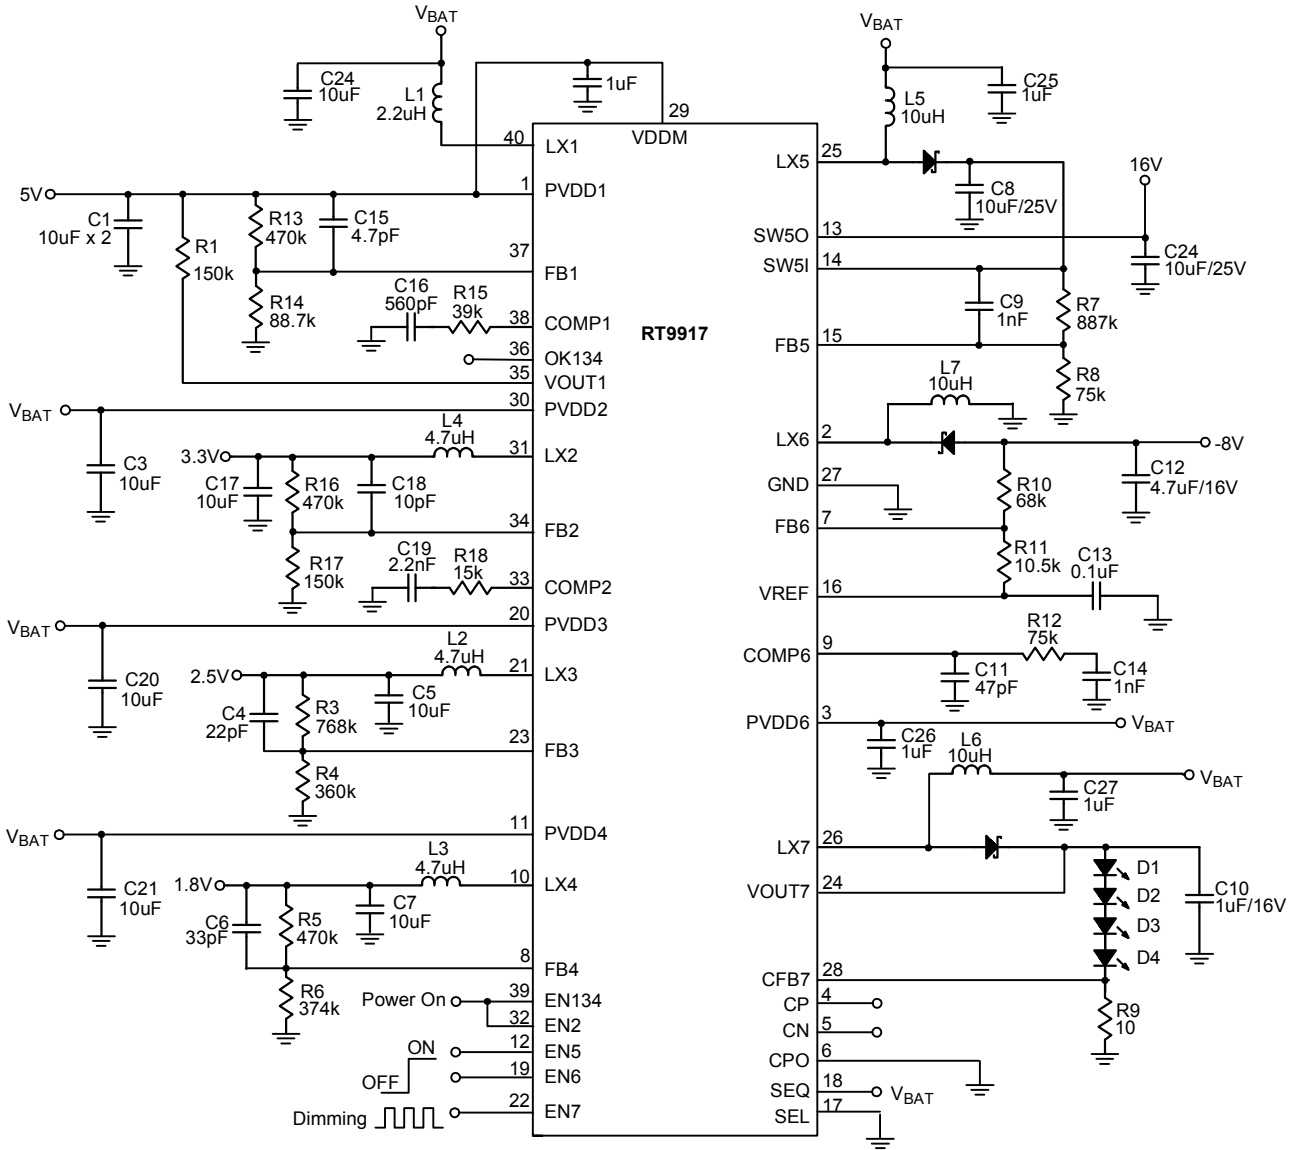 VBAT
C24
10uF
L1
2.2uH
1uF
29
VDDM
40
LX1
5V
1
PVDD1
C1
10uF x 2
R1
150k
R13
470k
C15
4.7pF
37
FB1
R14
88.7k
C16
560pF
R15
39k
38
COMP1
36
OK134
35
VOUT1
RT9917
VBAT
30
PVDD2
C3
10uF
L4
4.7uH
3.3V
31
LX2
C17
10uF
R16
470k
C18
10pF
34
FB2
R17
150k
C19
2.2nF
R18
15k
33
COMP2
VBAT
20
PVDD3
C20
10uF
L2
4.7uH
2.5V
21
LX3
C4
22pF
R3
768k
C5
10uF
23
FB3
R4
360k
VBAT
11
PVDD4
C21
10uF
L3
4.7uH
1.8V
10
LX4
C6
33pF
R5
470k
C7
10uF
8
FB4
R6
374k
Power On
39
EN134
32
EN2
ON
OFF
12
EN5
19
EN6
Dimming
22
EN7
VBAT
C25
1uF
L5
10uH
LX5
25
C8
10uF/25V
16V
SW5O
13
C24
10uF/25V
SW5I
14
C9
1nF
R7
887k
FB5
15
R8
75k
L7
10uH
LX6
2
-8V
C12
4.7uF/16V
GND
27
R10
68k
FB6
7
R11
10.5k
C13
0.1uF
VREF
16
R12
75k
COMP6
9
C11
47pF
C14
1nF
PVDD6
3
VBAT
C26
1uF
L6
10uH
VBAT
C27
1uF
LX7
26
VOUT7
24
D1
D2
D3
D4
C10
1uF/16V
CFB7
28
R9
10
CP
4
CN
5
CPO
6
SEQ
18
VBAT
SEL
17